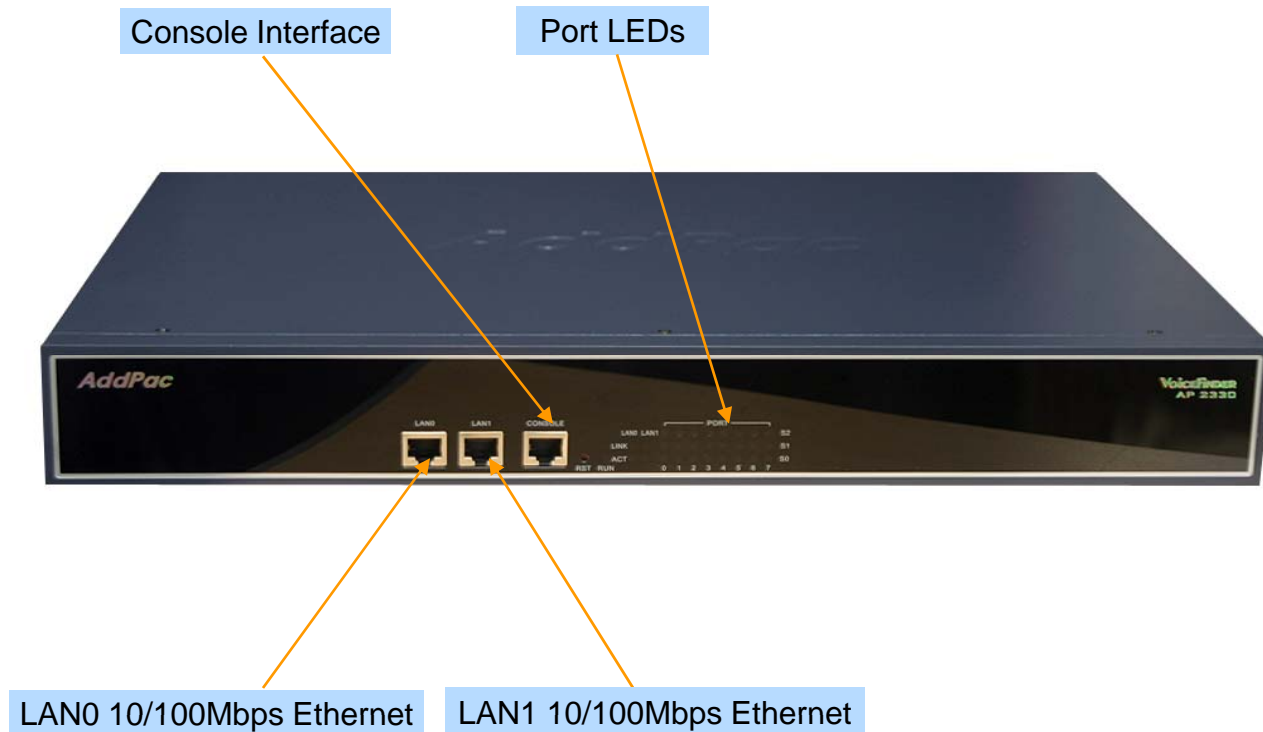 Console Interface
Port LEDs
AddPac
AddPac
VoiceFinder
AP 2330
LAN0 LAN1 CONSOLE
PORT
LAN0 LAN1 S2
LINK S1
ACT S0
RST RUN 0 1 2 3 4 5 6 7
LAN0 10/100Mbps Ethernet
LAN1 10/100Mbps Ethernet